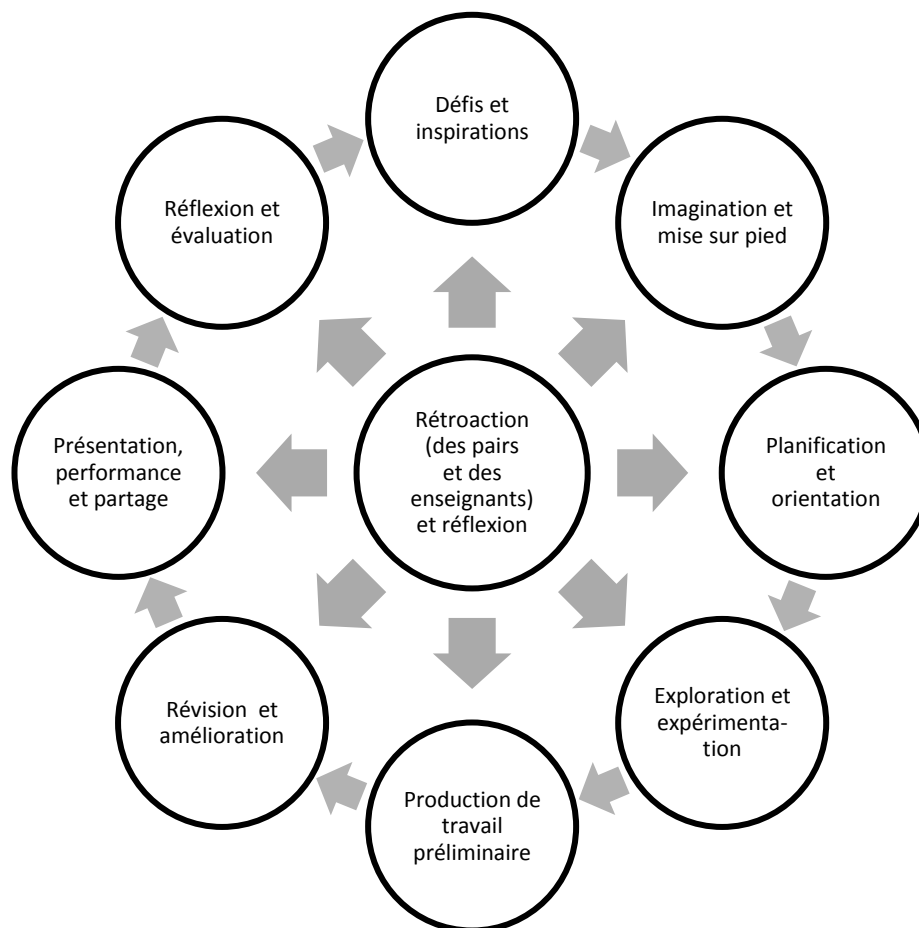 Défis et
inspirations
Imagination et
mise sur pied
Planification
et
orientation
Exploration et
expérimenta-
tion
Production de
travail
préliminaire
Révision et
amélioration
Présentation,
performance
et partage
Réflexion et
évaluation
Rétroaction
(des pairs
et des
enseignants)
et réflexion